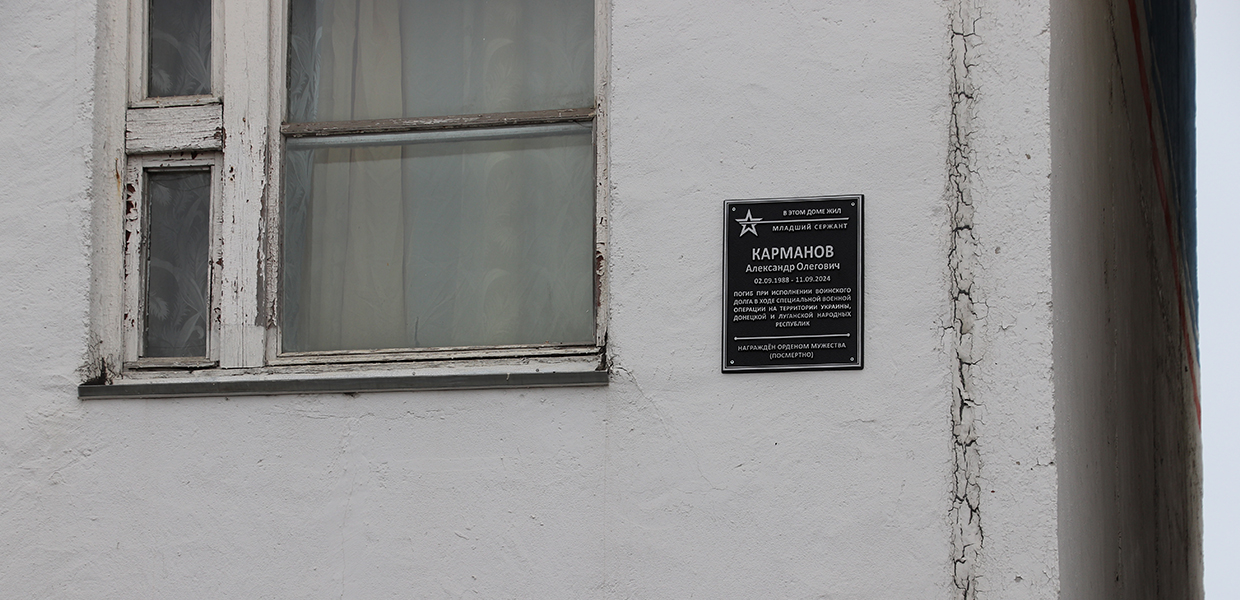 В ЭТОМ ДОМЕ ЖИЛ
МЛАДШИЙ СЕРЖАНТ
КАРМАНОВ
Александр Олегович
02.09.1988 - 11.09.2024
ПОГИБ ПРИ ИСПОЛНЕНИИ ВОИНСКОГО
ДОЛГА В ХОДЕ СПЕЦИАЛЬНОЙ ВОЕННОЙ
ОПЕРАЦИИ НА ТЕРРИТОРИИ УКРАИНЫ,
ДОНЕЦКОЙ И ЛУГАНСКОЙ НАРОДНЫХ
РЕСПУБЛИК
НАГРАЖДЁН ОРДЕНОМ МУЖЕСТВА
(ПОСМЕРТНО)